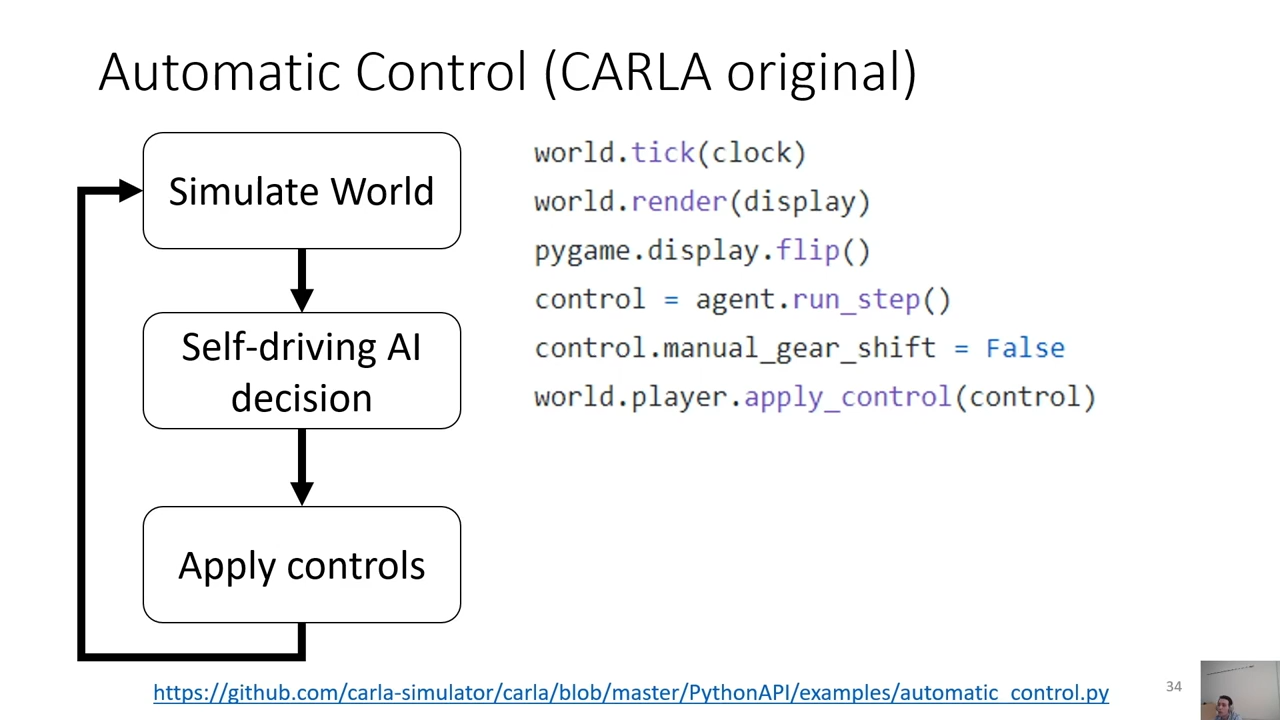 Automatic Control (CARLA original)
Simulate World
Self-driving AI
decision
Apply controls
world.tick(clock)
world.render(display)
pygame.display.flip()
control = agent.run_step()
control.manual_gear_shift = False
world.player.apply_control(control)
https://github.com/carla-simulator/carla/blob/master/PythonAPI/examples/automatic_control.py
34